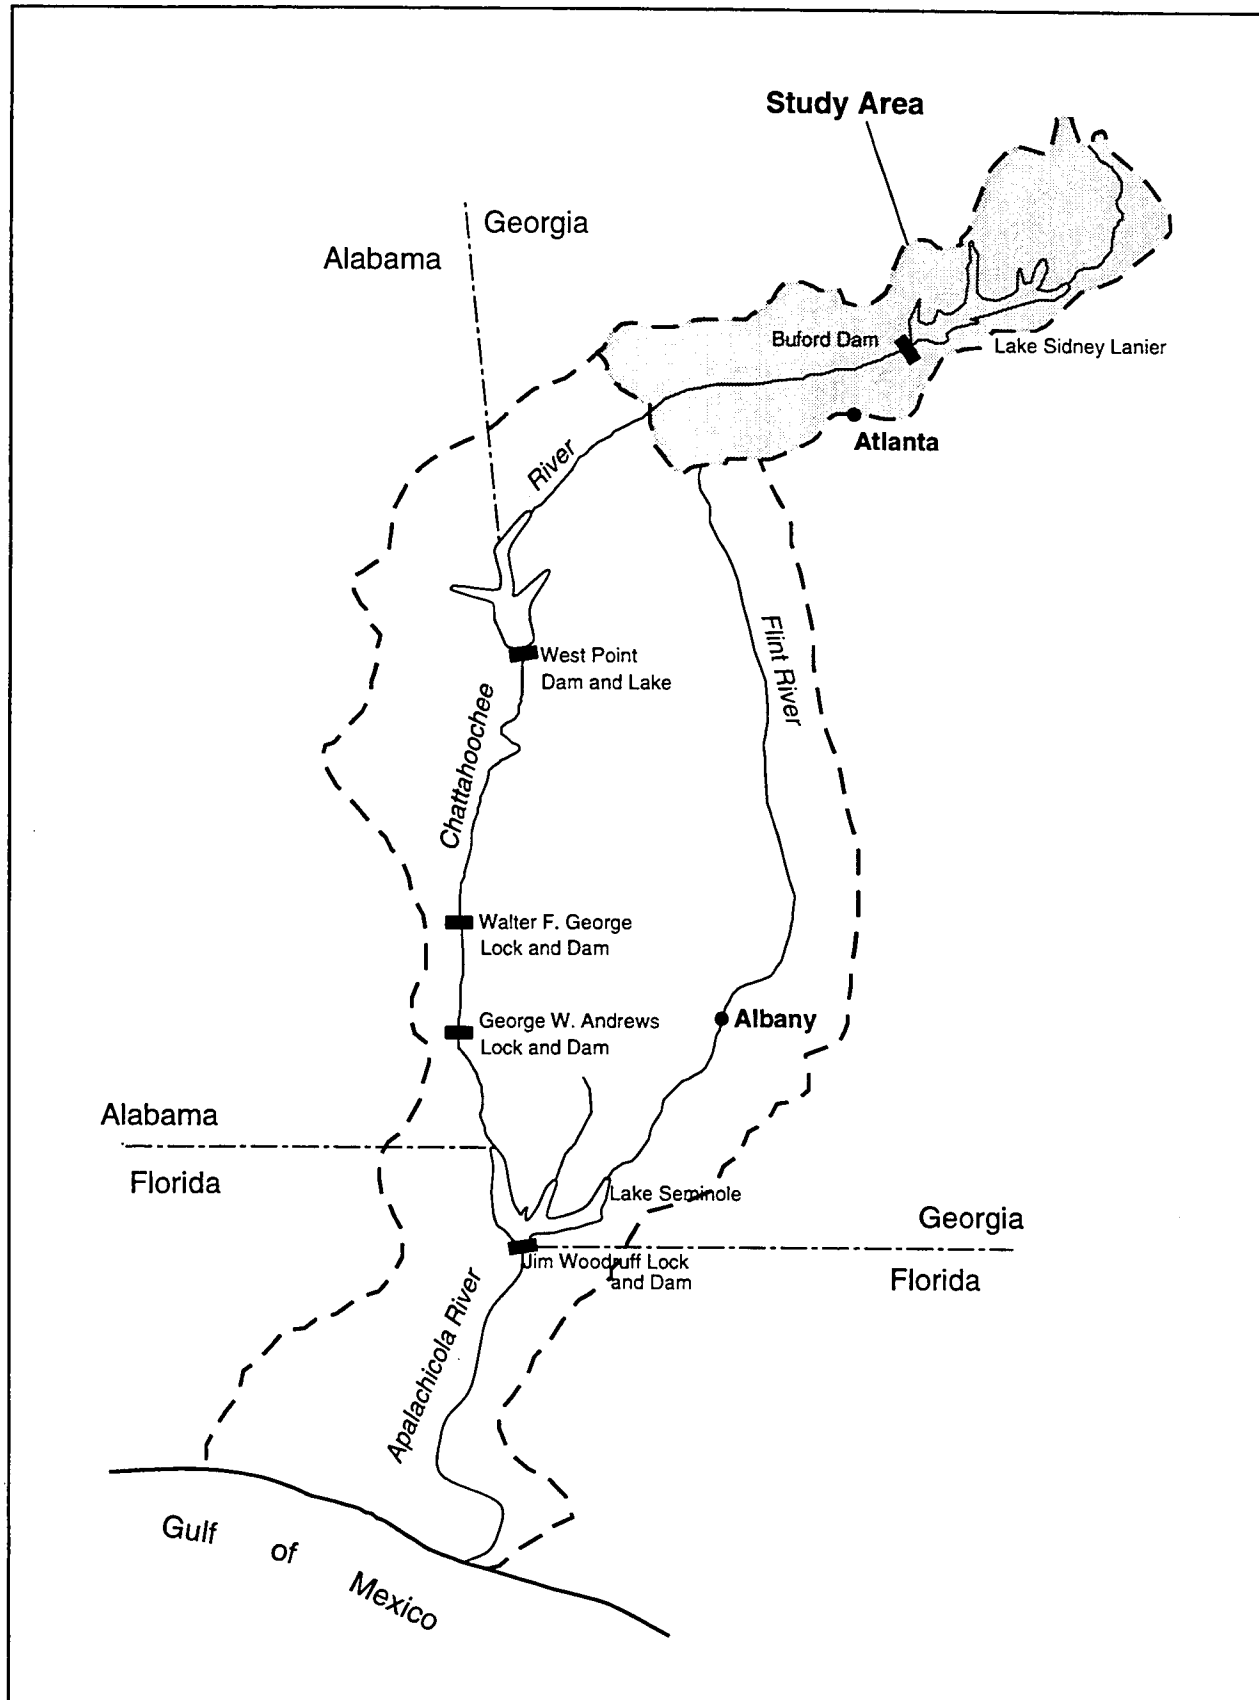 Study Area
Georgia
Alabama
Buford Dam
Lake Sidney Lanier
Atlanta
River
Flint River
West Point
Dam and Lake
Chattahoochee
Walter F. George
Lock and Dam
George W. Andrews
Lock and Dam
Albany
Alabama
Florida
Lake Seminole
Georgia
Jim Woodruff Lock
and Dam
Florida
Apalachicola River
Gulf of Mexico